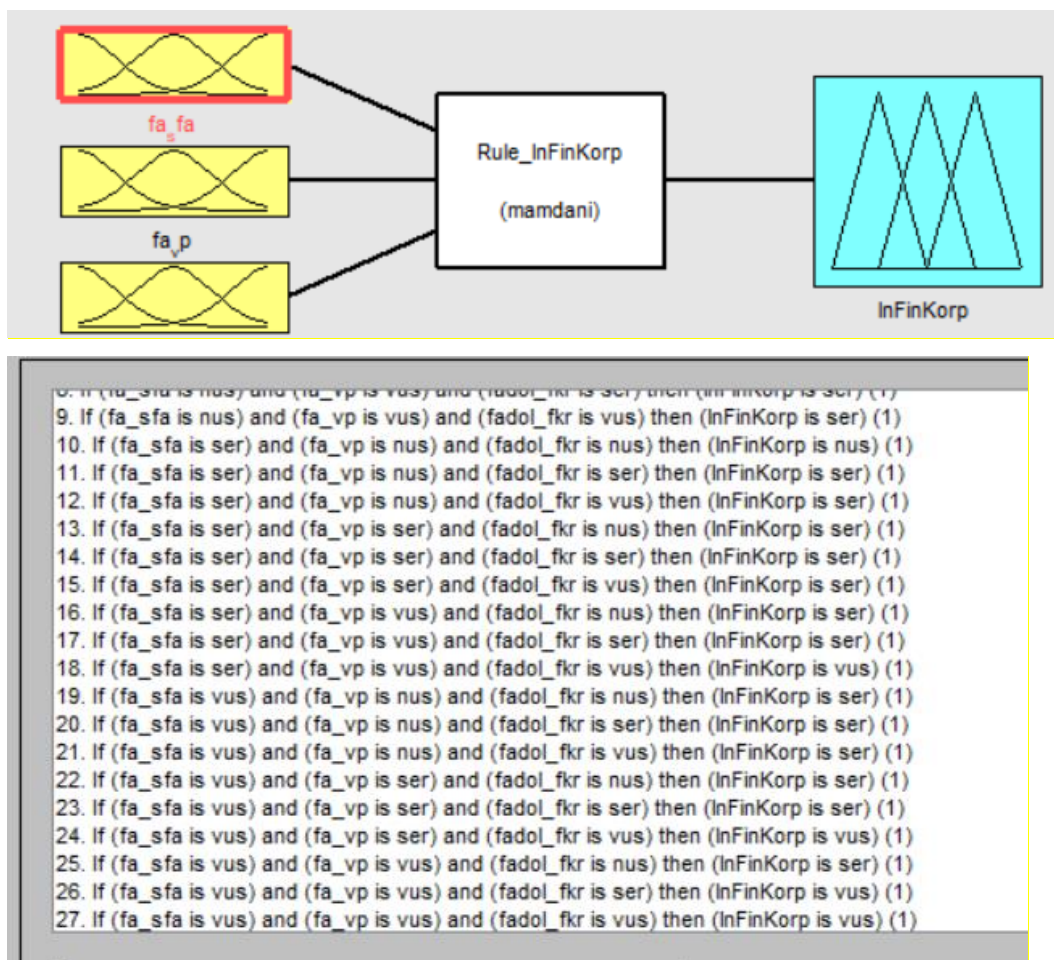 fa_sfa
Rule_InFinKorp
(mamdani)
fa_vp
InFinKorp
8. If (fa_sfa is nus) and (fa_vp is vus) and (fadol_fkr is ser) then (InFinKorp is ser) (1)
9. If (fa_sfa is nus) and (fa_vp is vus) and (fadol_fkr is vus) then (InFinKorp is ser) (1)
10. If (fa_sfa is ser) and (fa_vp is nus) and (fadol_fkr is nus) then (InFinKorp is nus) (1)
11. If (fa_sfa is ser) and (fa_vp is nus) and (fadol_fkr is ser) then (InFinKorp is ser) (1)
12. If (fa_sfa is ser) and (fa_vp is nus) and (fadol_fkr is vus) then (InFinKorp is ser) (1)
13. If (fa_sfa is ser) and (fa_vp is ser) and (fadol_fkr is nus) then (InFinKorp is ser) (1)
14. If (fa_sfa is ser) and (fa_vp is ser) and (fadol_fkr is ser) then (InFinKorp is ser) (1)
15. If (fa_sfa is ser) and (fa_vp is ser) and (fadol_fkr is vus) then (InFinKorp is ser) (1)
16. If (fa_sfa is ser) and (fa_vp is vus) and (fadol_fkr is nus) then (InFinKorp is ser) (1)
17. If (fa_sfa is ser) and (fa_vp is vus) and (fadol_fkr is ser) then (InFinKorp is ser) (1)
18. If (fa_sfa is ser) and (fa_vp is vus) and (fadol_fkr is vus) then (InFinKorp is vus) (1)
19. If (fa_sfa is vus) and (fa_vp is nus) and (fadol_fkr is nus) then (InFinKorp is ser) (1)
20. If (fa_sfa is vus) and (fa_vp is nus) and (fadol_fkr is ser) then (InFinKorp is ser) (1)
21. If (fa_sfa is vus) and (fa_vp is nus) and (fadol_fkr is vus) then (InFinKorp is ser) (1)
22. If (fa_sfa is vus) and (fa_vp is ser) and (fadol_fkr is nus) then (InFinKorp is ser) (1)
23. If (fa_sfa is vus) and (fa_vp is ser) and (fadol_fkr is ser) then (InFinKorp is ser) (1)
24. If (fa_sfa is vus) and (fa_vp is ser) and (fadol_fkr is vus) then (InFinKorp is vus) (1)
25. If (fa_sfa is vus) and (fa_vp is vus) and (fadol_fkr is nus) then (InFinKorp is ser) (1)
26. If (fa_sfa is vus) and (fa_vp is vus) and (fadol_fkr is ser) then (InFinKorp is vus) (1)
27. If (fa_sfa is vus) and (fa_vp is vus) and (fadol_fkr is vus) then (InFinKorp is vus) (1)